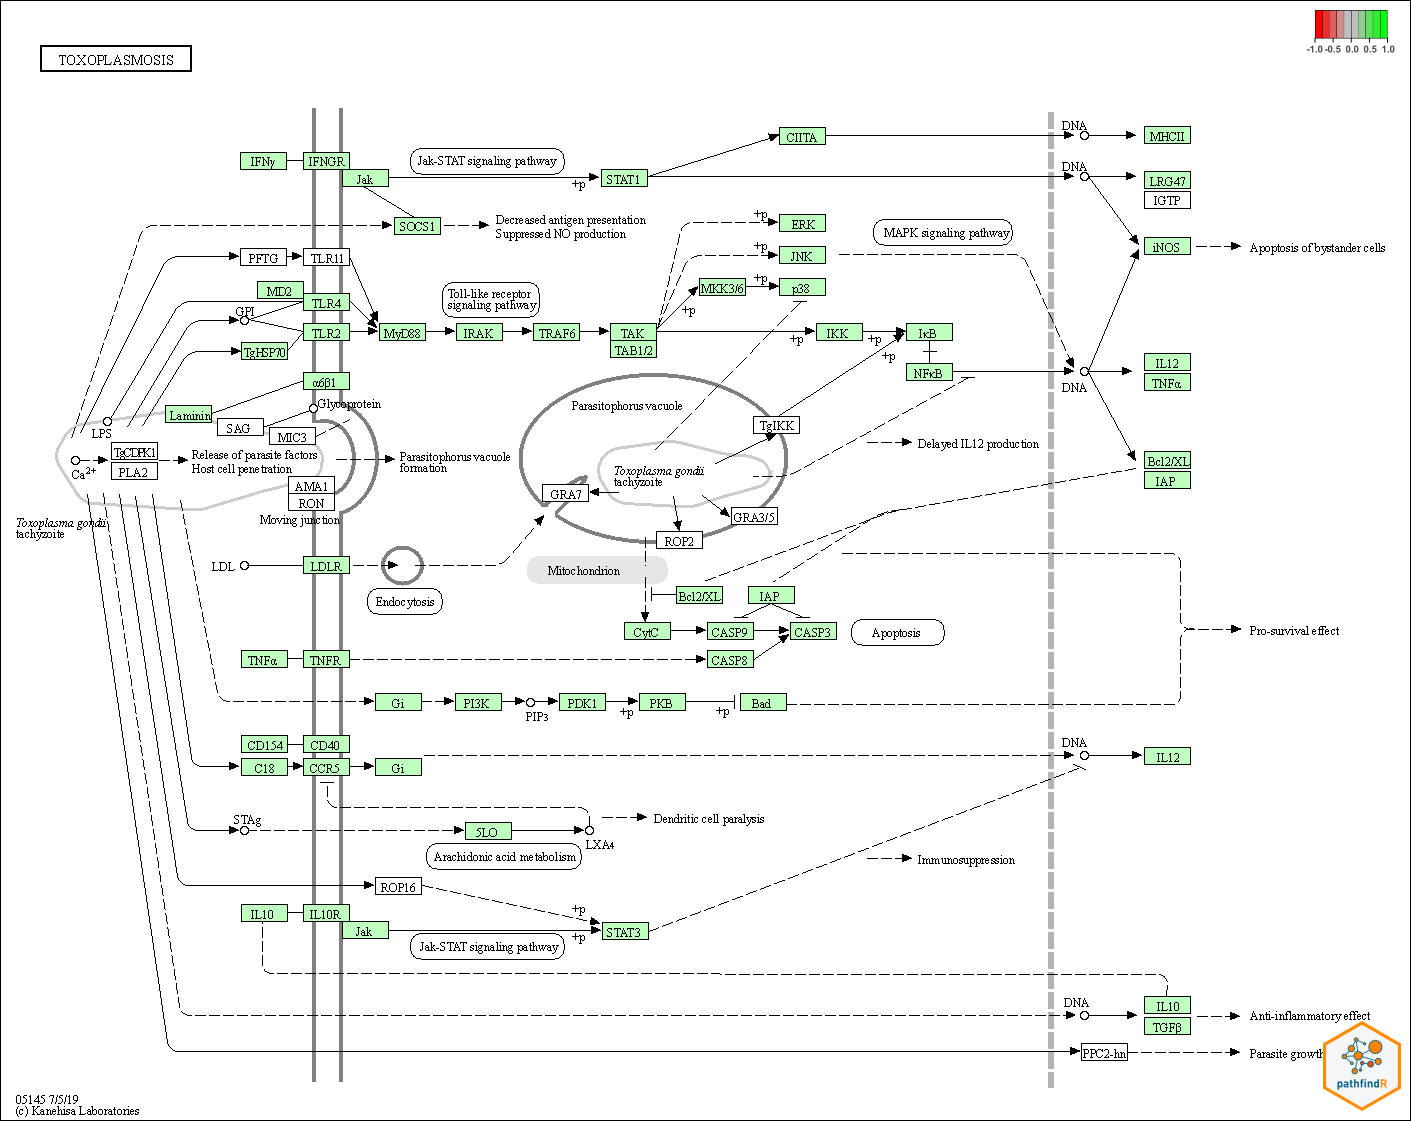 -1.0 -0.5 0.0 0.5 1.0
TOXOPLASMOSIS
DNA
CIITA
MHCII
IFNγ
IFNGR
Jak-STAT signaling pathway
DNA
Jak
+p
STAT1
LRG47
IGTP
SOCS1
Decreased antigen presentation
Suppressed NO production
+p
ERK
MAPK signaling pathway
PFTG
TLR11
+p
JNK
iNOS
Apoptosis of bystander cells
MD2
TLR4
Toll-like receptor
signaling pathway
MKK3/6
+p
p38
+p
GPI
TLR2
MyD88
IRAK
TRAF6
TAK
TAB1/2
+p
IKK
+p
IκB
+p
TgHSP70
NFκB
DNA
IL12
TNFα
α6β1
Laminin
Glycoprotein
Parasitophorus vacuole
SAG
MIC3
LPS
TgIKK
Delayed IL12 production
Ca2+
TgCDPK1
PLA2
Release of parasite factors
Host cell penetration
Parasitophorus vacuole
formation
Toxoplasma gondii
tachyzoite
Bcl2/XL
IAP
AMA1
RON
Moving junction
GRA7
GRA3/5
ROP2
Toxoplasma gondii
tachyzoite
LDL
LDLR
Mitochondrion
Endocytosis
Bcl2/XL
IAP
CytC
CASP9
CASP3
Apoptosis
Pro-survival effect
TNFα
TNFR
CASP8
Gi
PI3K
PIP3
PDK1
+p
PKB
+p
Bad
CD154
CD40
DNA
C18
CCR5
Gi
IL12
STAg
5LO
LXA4
Dendritic cell paralysis
Arachidonic acid metabolism
Immunosuppression
ROP16
IL10
IL10R
+p
Jak
+p
STAT3
Jak-STAT signaling pathway
DNA
IL10
TGFβ
Anti-inflammatory effect
PPC2-hn
Parasite growth
pathfindR
05145 7/5/19
(c) Kanehisa Laboratories